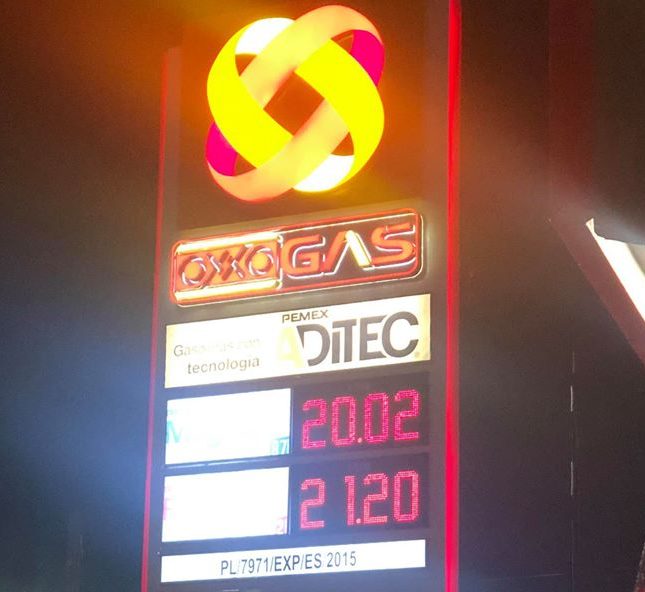 OXXO GAS
PEMEX
Gasolinas con
tecnología
ADITEC
20.02
21.20
PL/7971/EXP/ES 2015